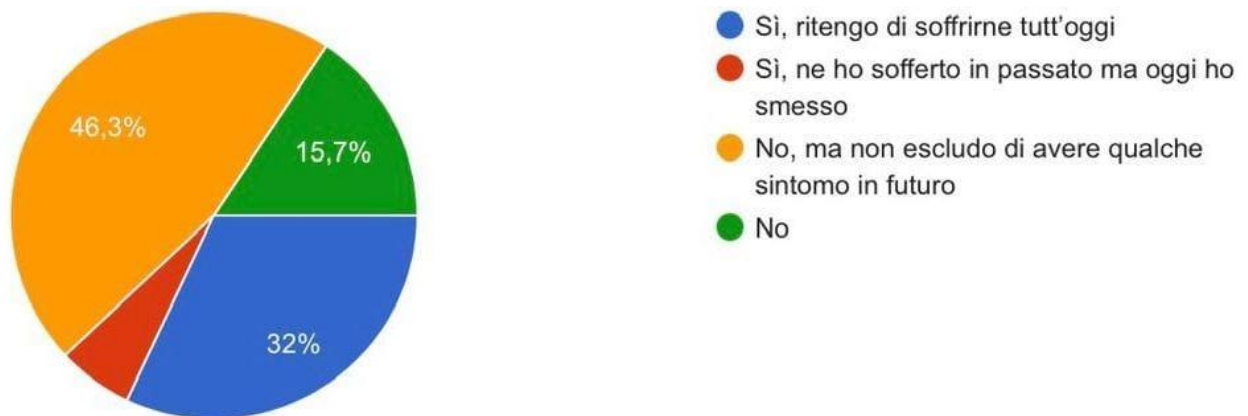 46,3%
15,7%
32%
Sì, ritengo di soffrirne tutt'oggi
Sì, ne ho sofferto in passato ma oggi ho
smesso
No, ma non escludo di avere qualche
sintomo in futuro
No